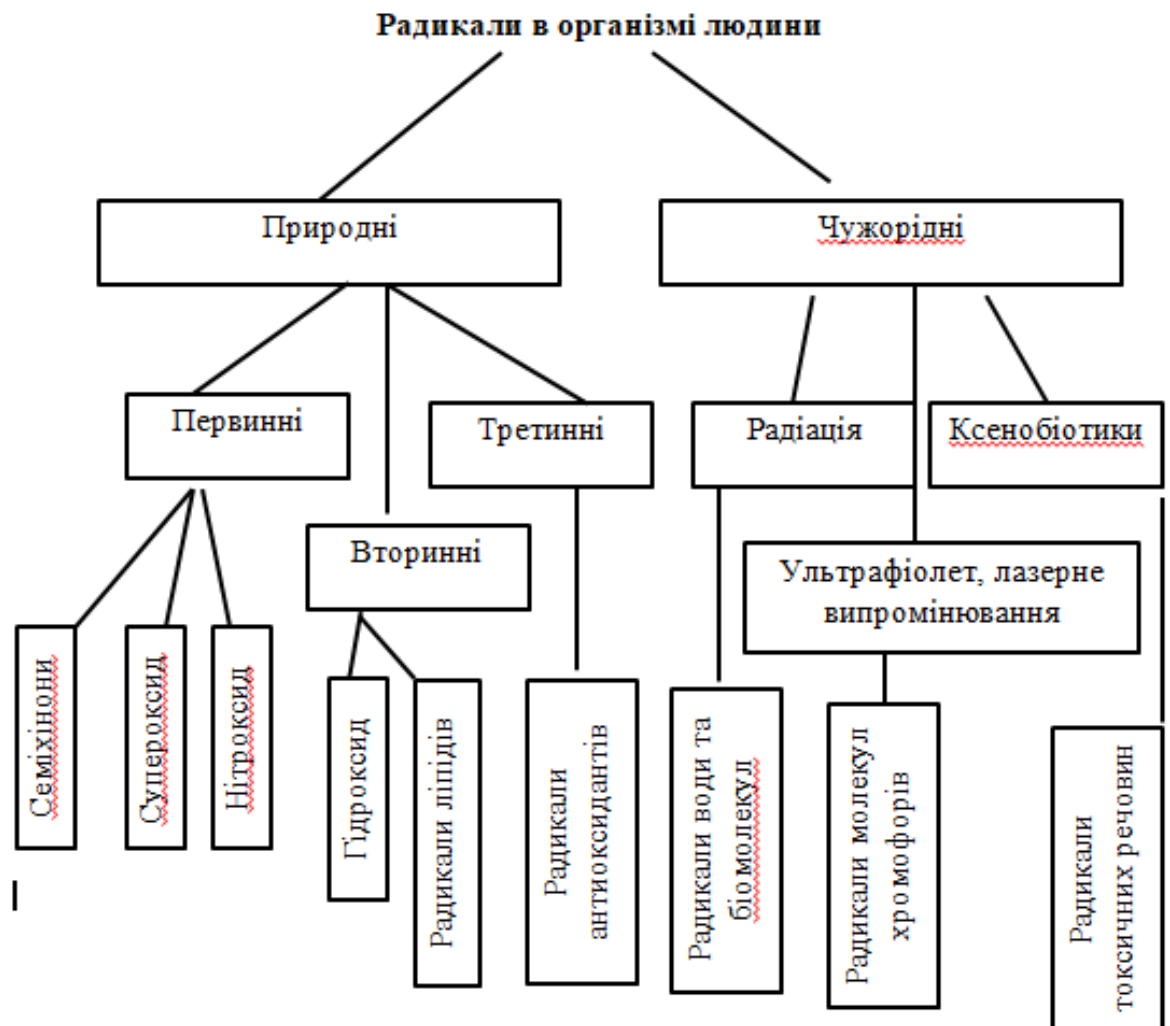 Радикали в організмі людини
Природні
Чужорідні
Первинні
Третинні
Радіація
Ксенобіотики
Вторинні
Ультрафіолет, лазерне
випромінювання
Семіхінони
Супероксид
Нітроксид
Гідроксид
Радикали ліпідів
Радикали
антиоксидантів
Радикали води та
біомолекул
Радикали молекул
хромофорів
Радикали
токсичних речовин